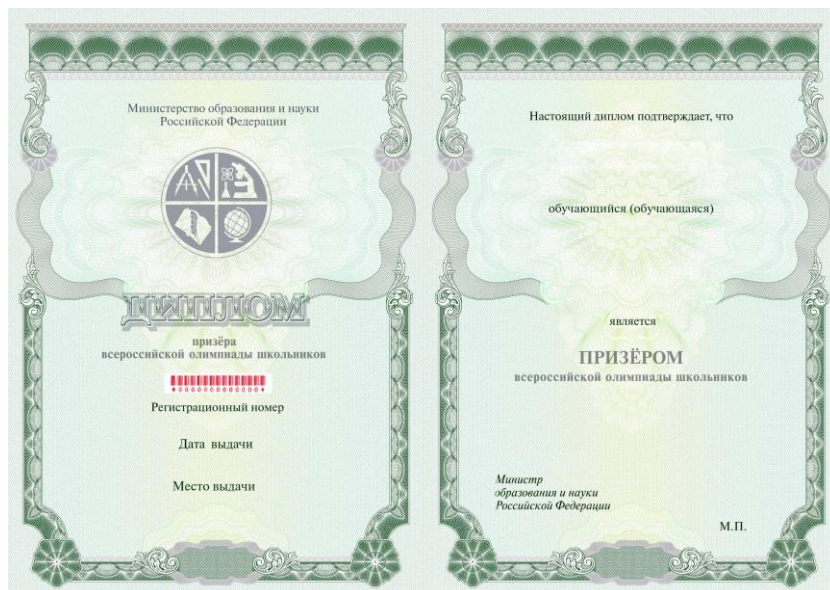 Министерство образования и науки
Российской Федерации
ДИПЛОМ
призёра
всероссийской олимпиады школьников
Регистрационный номер
Дата выдачи
Место выдачи
Настоящий диплом подтверждает, что
обучающийся (обучающаяся)
является
ПРИЗЁРОМ
всероссийской олимпиады школьников
Министр
образования и науки
Российской Федерации
М.П.